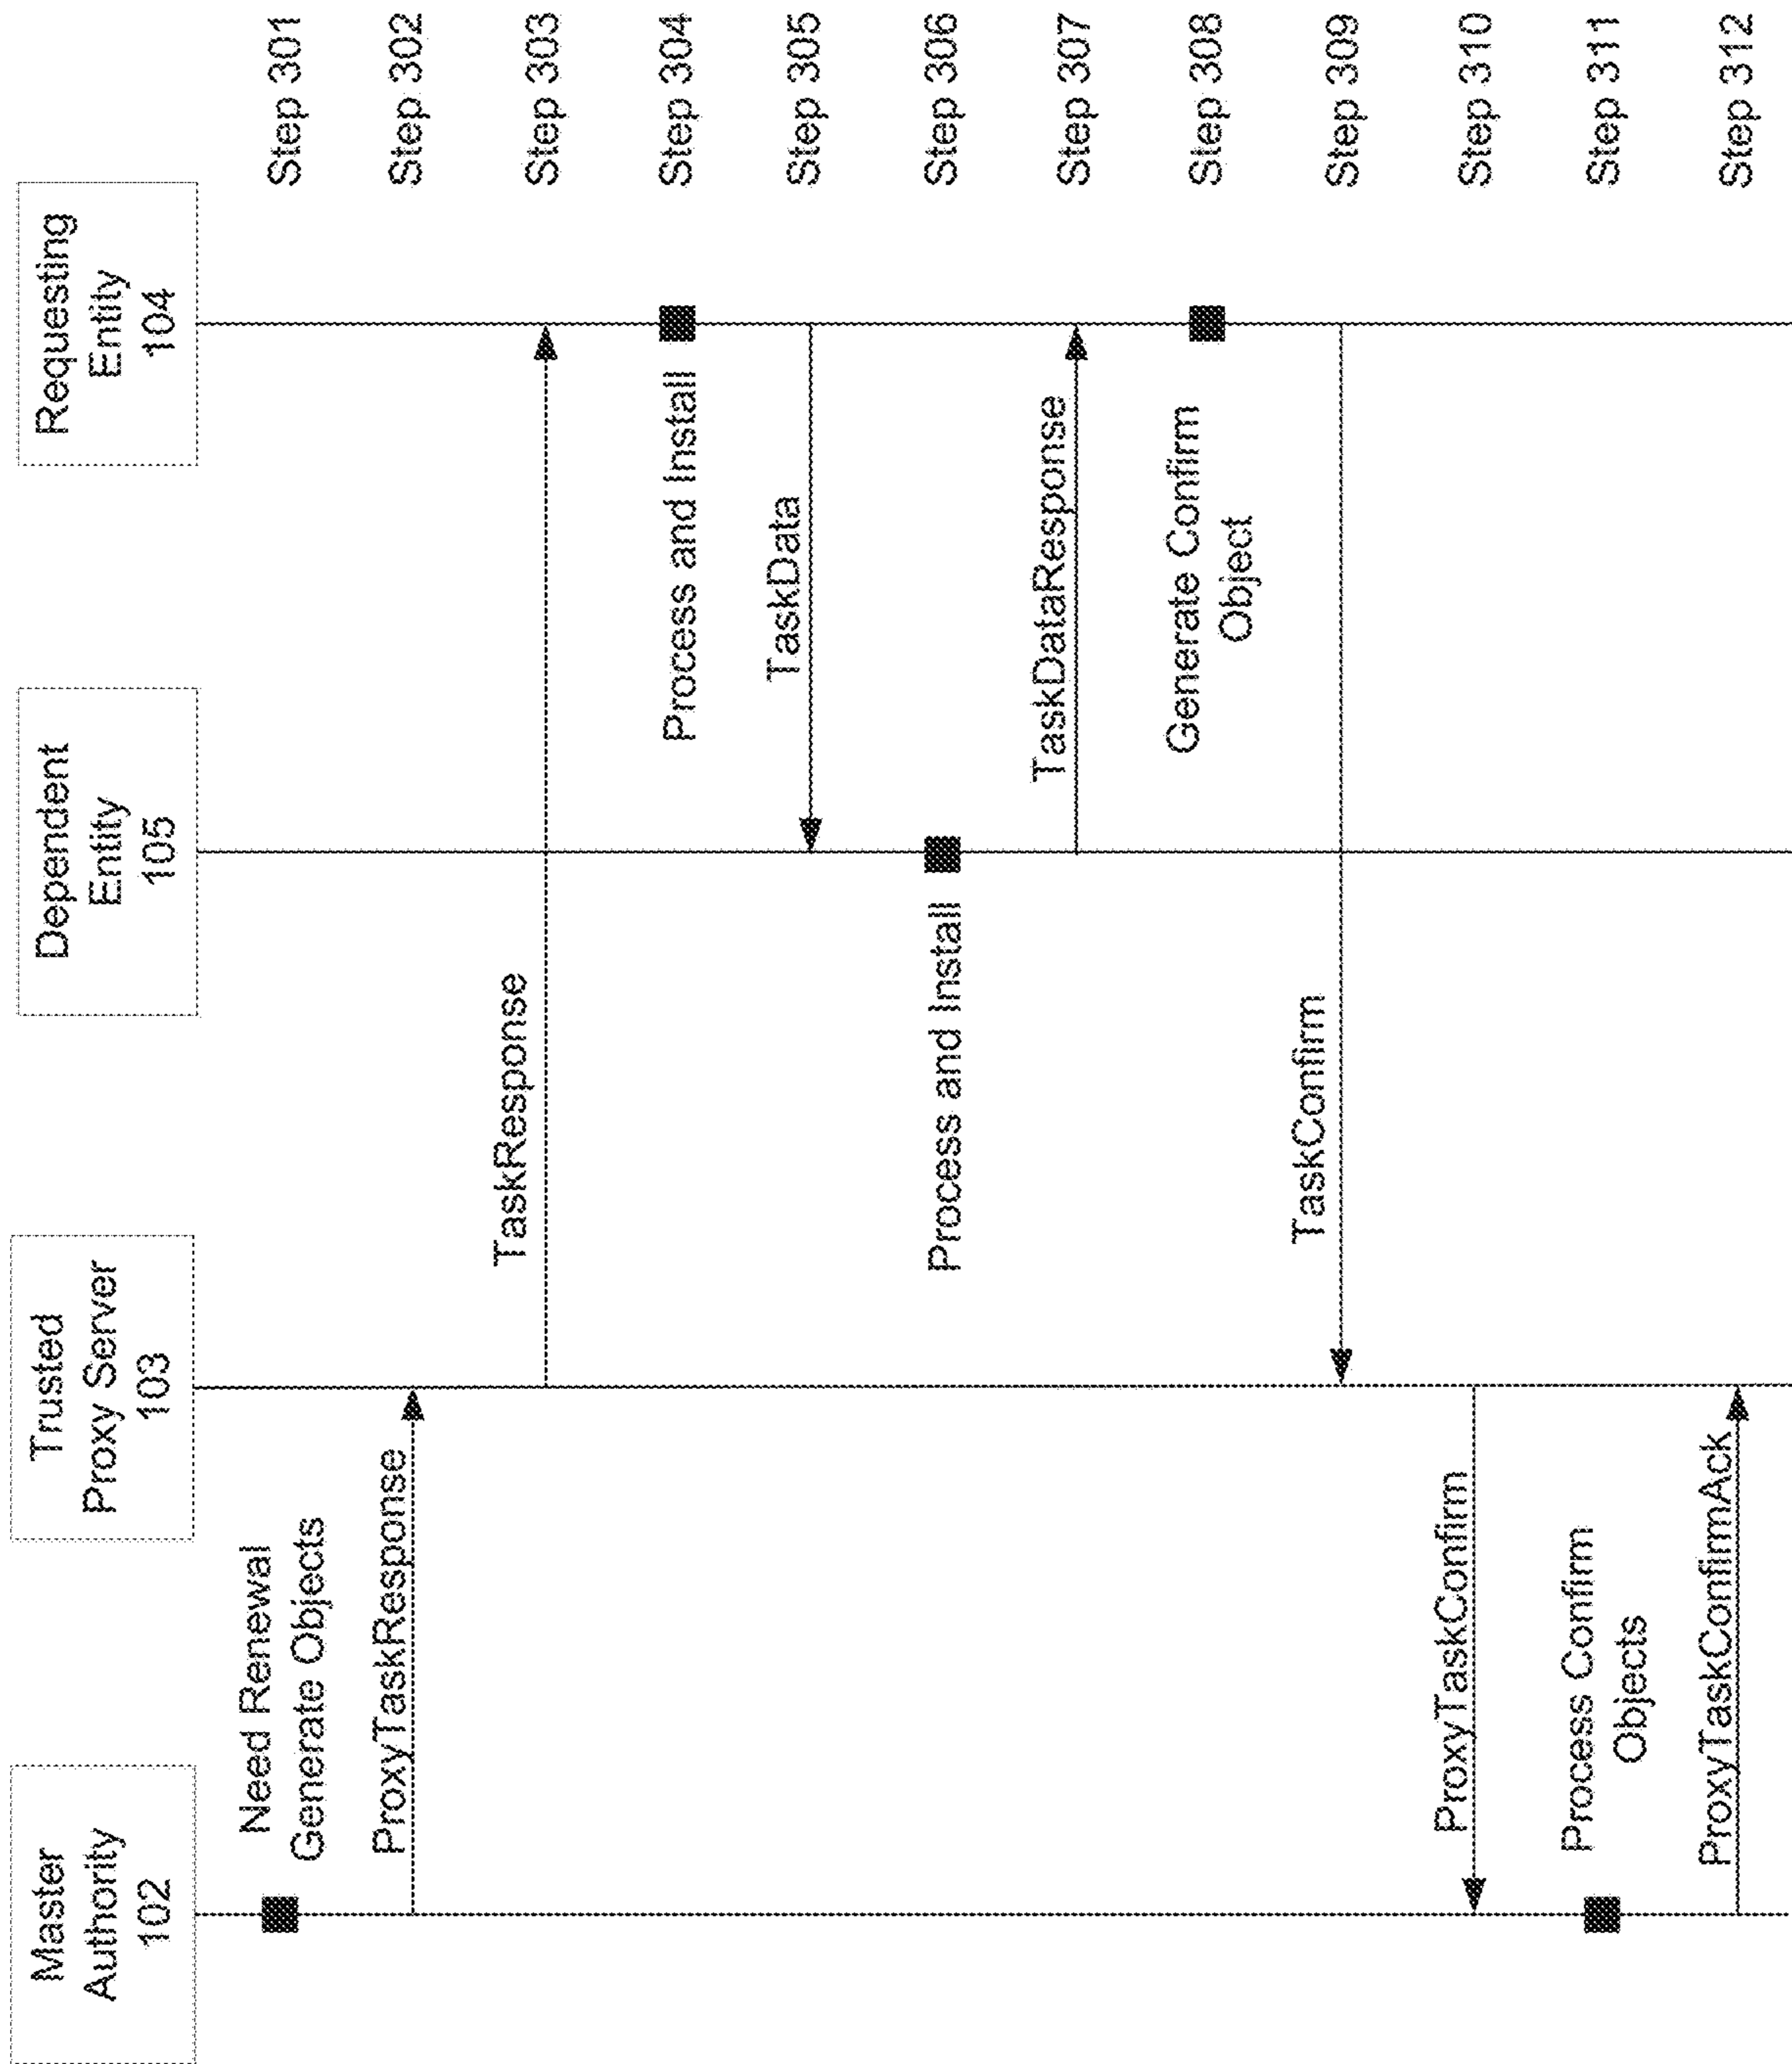 Master
Authority
102
Trusted
Proxy Server
103
Dependent
Entity
105
Requesting
Entity
104
Need Renewal
Generate Objects
Step 301
ProxyTaskResponse
Step 302
TaskResponse
Step 303
Process and Install
Step 304
TaskData
Step 305
Process and Install
Step 306
TaskDataResponse
Step 307
Generate Confirm
Object
Step 308
TaskConfirm
Step 309
ProxyTaskConfirm
Step 310
Process Confirm
Objects
Step 311
ProxyTaskConfirmAck
Step 312